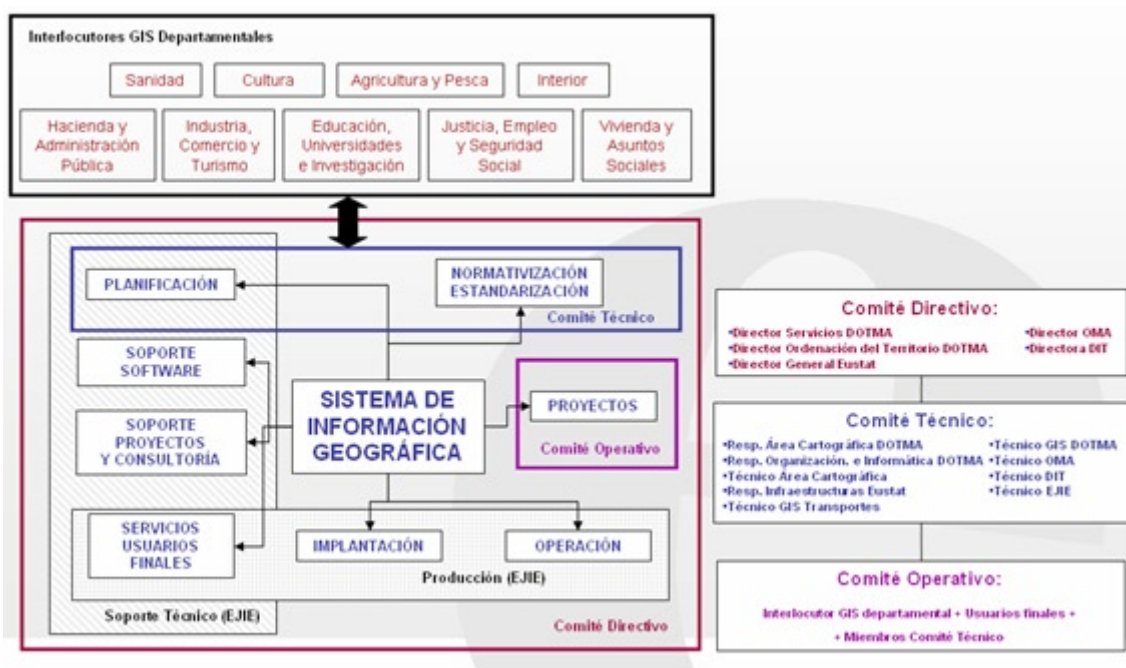 Interlocutores GIS Departamentales
Sanidad
Cultura
Agricultura y Pesca
Interior
Hacienda y
Administración
Pública
Industria,
Comercio y
Turismo
Educación,
Universidades
e Investigación
Justicia, Empleo
y Seguridad
Social
Vivienda y
Asuntos
Sociales
PLANIFICACIÓN
NORMATIVIZACIÓN
ESTANDARIZACIÓN
Comité Técnico
SOPORTE
SOFTWARE
SOPORTE
PROYECTOS
Y CONSULTORÍA
SISTEMA DE
INFORMACIÓN
GEOGRÁFICA
PROYECTOS
Comité Operativo
SERVICIOS
USUARIOS
FINALES
IMPLANTACIÓN
OPERACIÓN
Producción (EJIE)
Soporte Técnico (EJIE)
Comité Directivo
Comité Directivo:
•Director Servicios DOTMA
•Director Ordenación del Territorio DOTMA
•Director General Eustat
•Director OMA
•Directora DIT
Comité Técnico:
•Resp. Área Cartográfica DOTMA
•Resp. Organización. e Informática DOTMA
•Técnico Área Cartográfica
•Resp. Infraestructuras Eustat
•Técnico GIS Transportes
•Técnico GIS DOTMA
•Técnico OMA
•Técnico DIT
•Técnico EJIE
Comité Operativo:
Interlocutor GIS departamental + Usuarios finales +
+ Miembros Comité Técnico